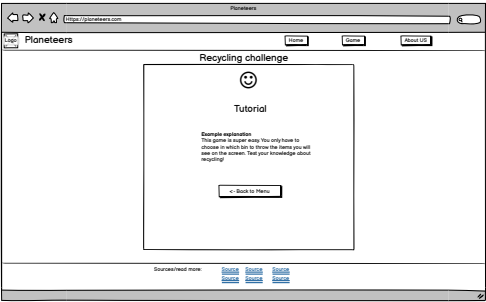 Planeteers
Https://planeteers.com
Logo
Planeteers
Home
Game
About US
Recycling challenge
Tutorial
Example explanation
This game is super easy. You only have to
choose in which bin to throw the items you will
see on the screen. Test your knowledge about
recycling!
<- Back to Menu
Sources/read more:
Source Source Source
Source Source Source